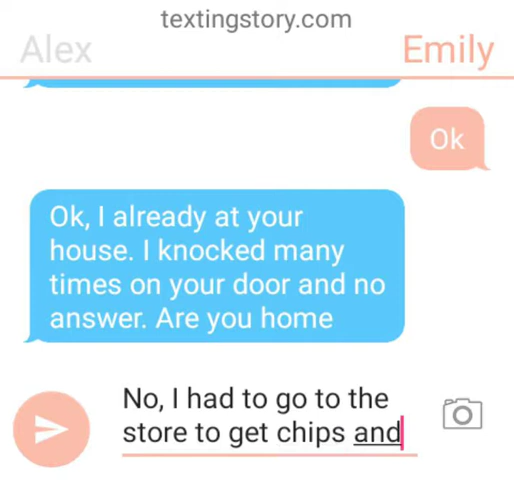 textingstory.com
Alex
Emily
Ok
Ok, I already at your
house. I knocked many
times on your door and no
answer. Are you home
No, I had to go to the
store to get chips and